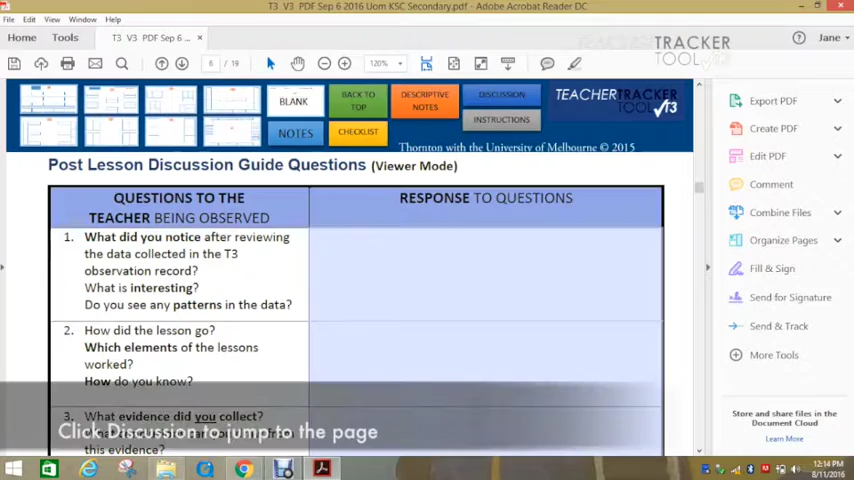 T3 V3 PDF Sep 6 2016 Uom KSC Secondary.pdf - Adobe Acrobat Reader DC
File Edit View Window Help
Home Tools T3 V3 PDF Sep 6 ... × Jane
TEACHER
TRACKER
TOOL
6 / 19 120%
BLANK
BACK TO
TOP
DESCRIPTIVE
NOTES
DISCUSSION
NOTES
CHECKLIST
INSTRUCTIONS
TEACHERTRACKER
TOOL T3
Thornton with the University of Melbourne © 2015
Post Lesson Discussion Guide Questions (Viewer Mode)
QUESTIONS TO THE
TEACHER BEING OBSERVED
RESPONSE TO QUESTIONS
1. What did you notice after reviewing
the data collected in the T3
observation record?
What is interesting?
Do you see any patterns in the data?
2. How did the lesson go?
Which elements of the lessons
worked?
How do you know?
3. What evidence did you collect?
this evidence?
Click Discussion to jump to the page
Export PDF
Create PDF
Edit PDF
Comment
Combine Files
Organize Pages
Fill & Sign
Send for Signature
Send & Track
More Tools
Store and share files in the
Document Cloud
Learn More
12:14 PM
8/11/2016